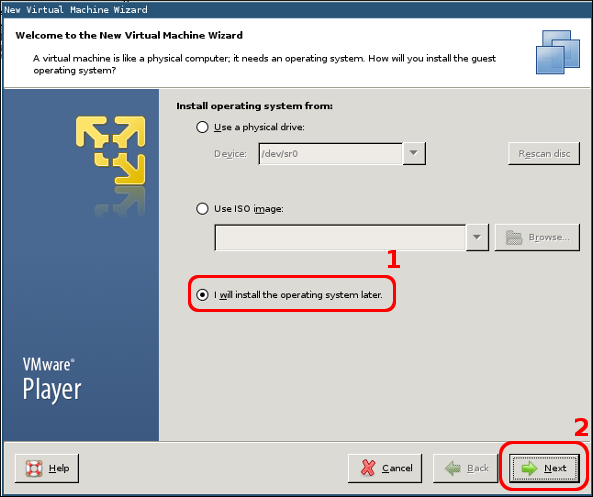 New Virtual Machine Wizard
Welcome to the New Virtual Machine Wizard
A virtual machine is like a physical computer; it needs an operating system. How will you install the guest
operating system?
Install operating system from:
Use a physical drive:
Device: /dev/sr0 Rescan disc
Use ISO image:
Browse...
1
I will install the operating system later.
VMware®
Player
2
Help Cancel Back Next